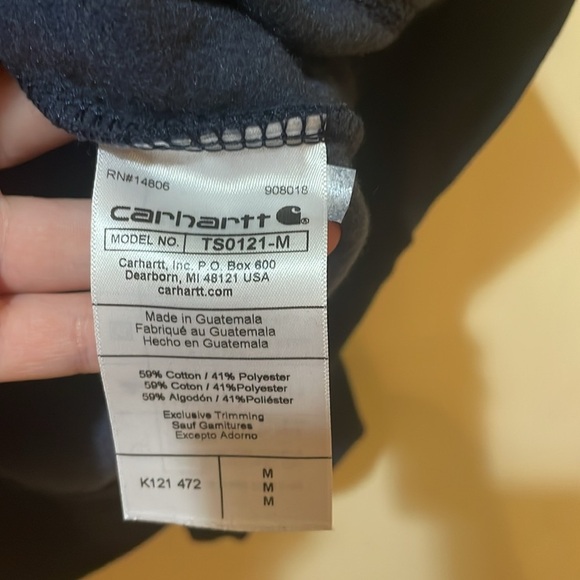 RN#14806 908018
carhartt
MODEL NO. TS0121-M
Carhartt, Inc. P.O. Box 600
Dearborn, MI 48121 USA
carhartt.com
Made in Guatemala
Fabriqué au Guatemala
Hecho en Guatemala
59% Cotton / 41% Polyester
59% Coton / 41%Polyester
59% Algodón / 41%Poliéster
Exclusive Trimming
Sauf Garnitures
Excepto Adorno
K121 472 M
M
M